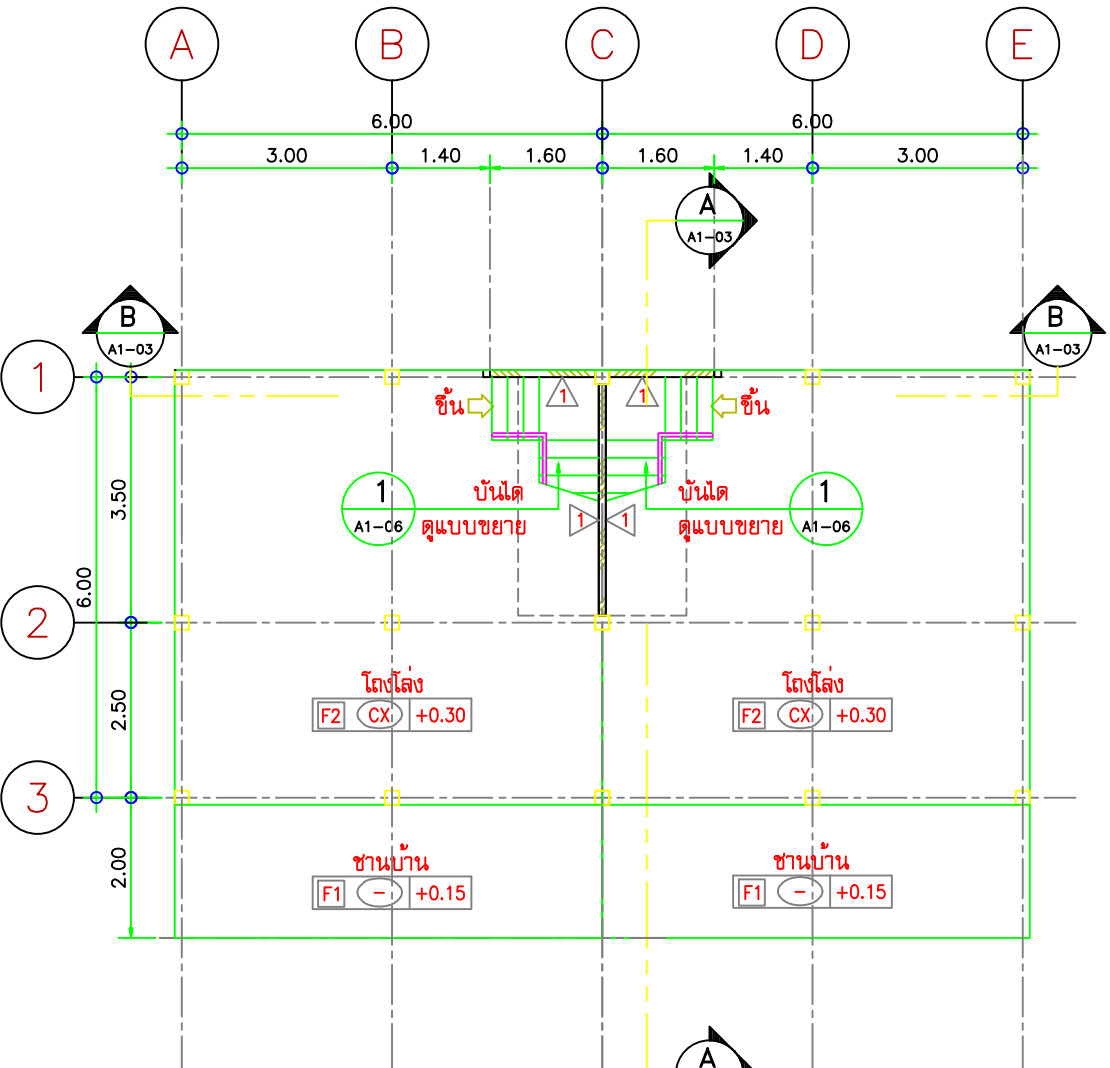 A B C D E
6.00 6.00
3.00 1.40 1.60 1.60 1.40 3.00
A
A1-03
B
A1-03
B
A1-03
1
1 1
ขึ้น ขึ้น
3.50
6.00
บันได บันได
1
A1-06
1
A1-06
ดูแบบขยาย ดูแบบขยาย
1 1
2
2.50
โถงโล่ง โถงโล่ง
F2 CX +0.30 F2 CX +0.30
3
2.00
ชานบ้าน ชานบ้าน
F1 - +0.15 F1 - +0.15
A